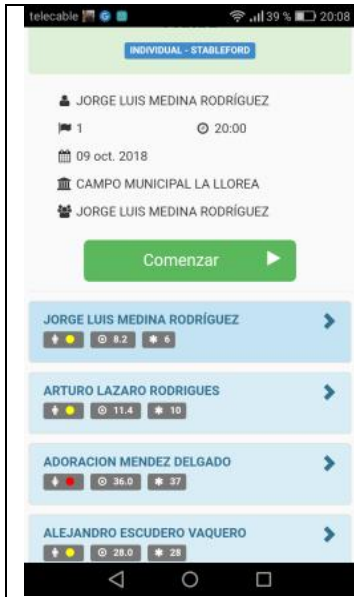 telecable 39 % 20:08
INDIVIDUAL - STABLEFORD
JORGE LUIS MEDINA RODRÍGUEZ
1 20:00
09 oct. 2018
CAMPO MUNICIPAL LA LLOREA
JORGE LUIS MEDINA RODRÍGUEZ
Comenzar
JORGE LUIS MEDINA RODRÍGUEZ
8.2 6
ARTURO LAZARO RODRIGUES
11.4 10
ADORACION MENDEZ DELGADO
36.0 37
ALEJANDRO ESCUDERO VAQUERO
28.0 28